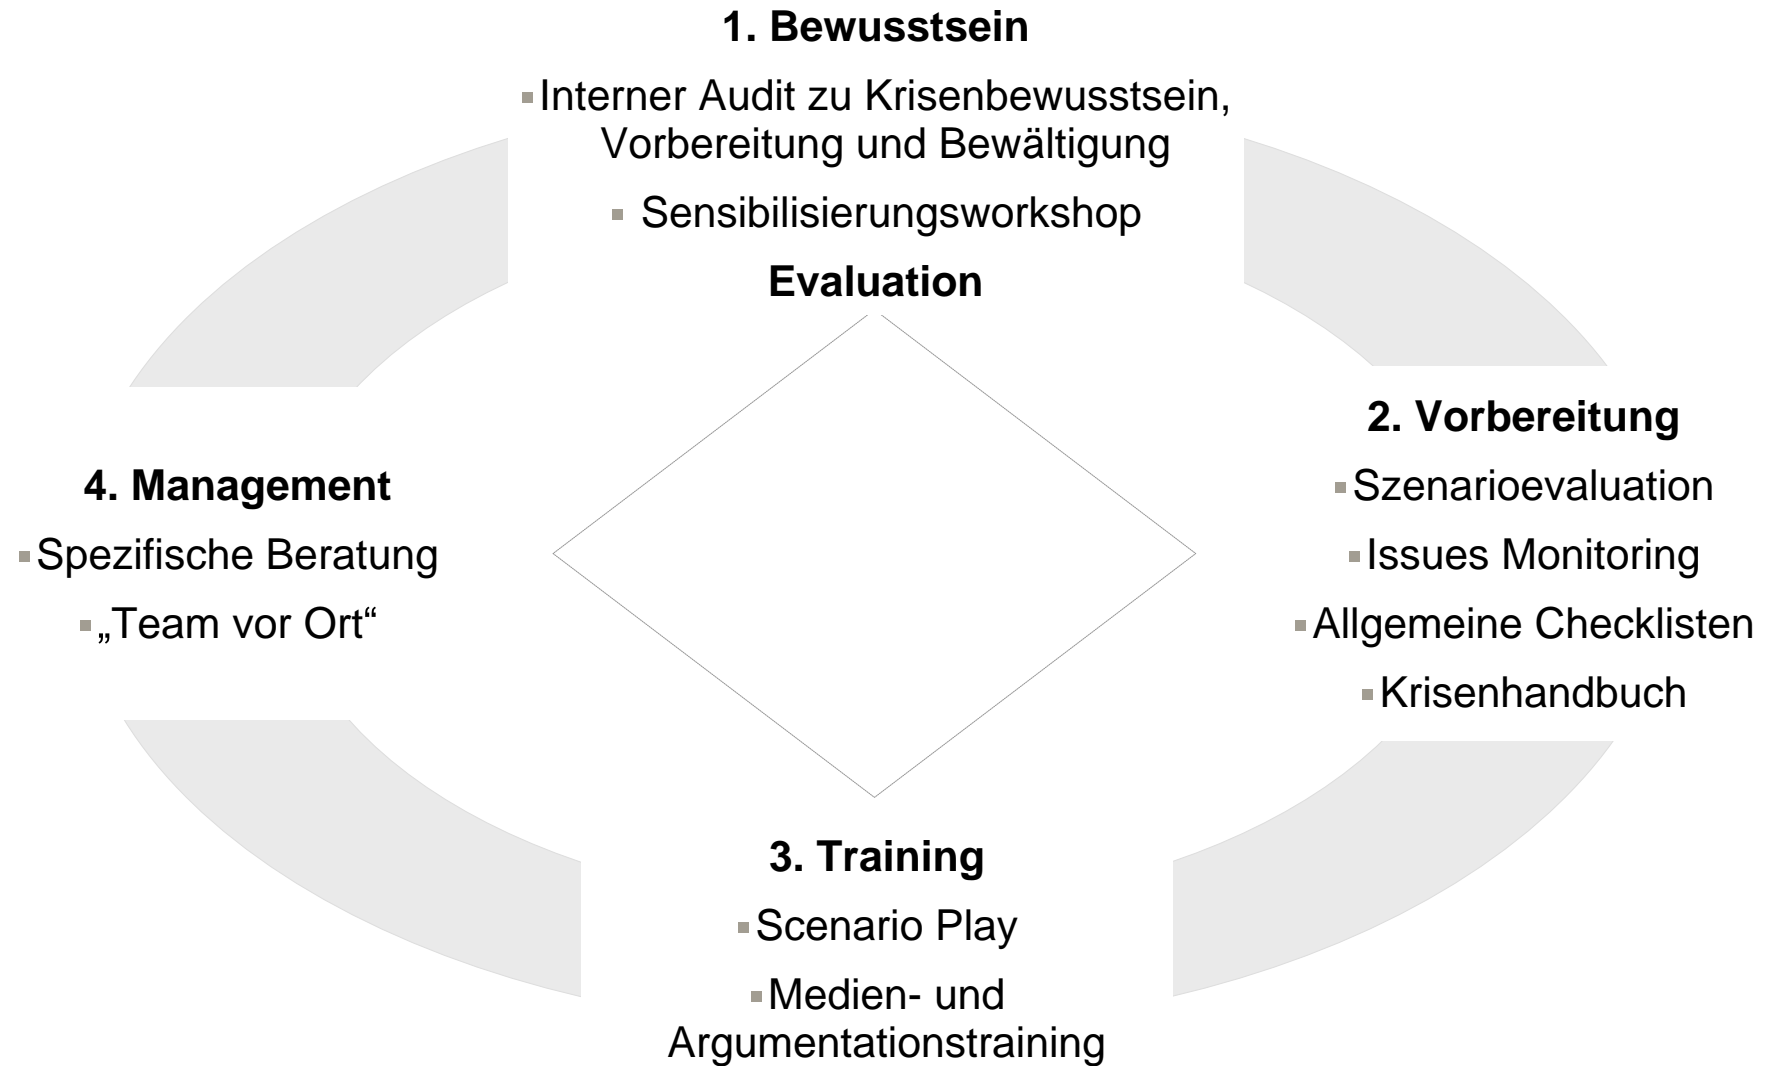 1. Bewusstsein
▪Interner Audit zu Krisenbewusstsein,
Vorbereitung und Bewältigung
▪ Sensibilisierungsworkshop
Evaluation
2. Vorbereitung
▪Szenarioevaluation
▪Issues Monitoring
▪Allgemeine Checklisten
▪Krisenhandbuch
3. Training
▪Scenario Play
▪Medien- und
Argumentationstraining
4. Management
▪Spezifische Beratung
▪„Team vor Ort“